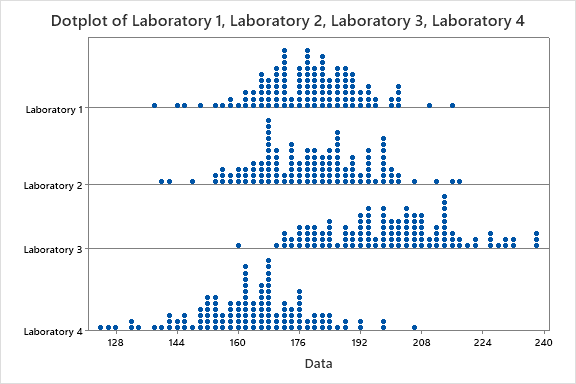 Dotplot of Laboratory 1, Laboratory 2, Laboratory 3, Laboratory 4
Laboratory 1
Laboratory 2
Laboratory 3
Laboratory 4
128 144 160 176 192 208 224 240
Data